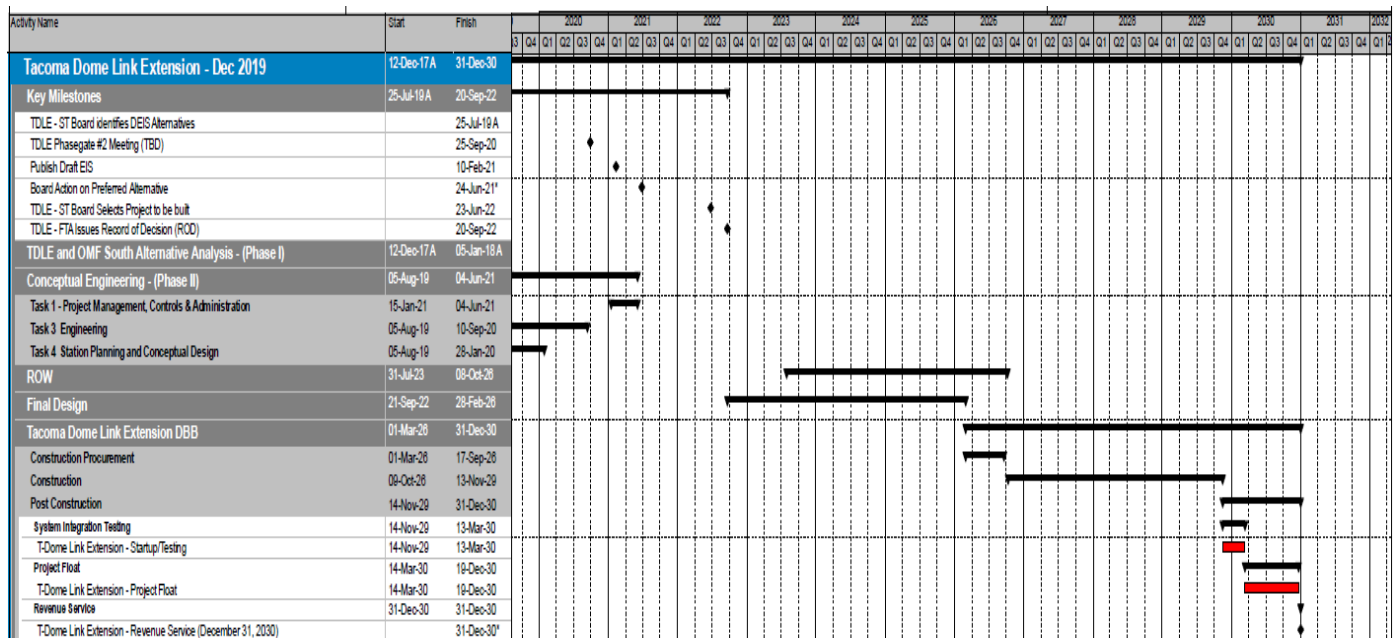 Activity Name Start Finish 2020 2021 2022 2023 2024 2025 2026 2027 2028 2029 2030 2031 2032
Q3 Q4 Q1 Q2 Q3 Q4 Q1 Q2 Q3 Q4 Q1 Q2 Q3 Q4 Q1 Q2 Q3 Q4 Q1 Q2 Q3 Q4 Q1 Q2 Q3 Q4 Q1 Q2 Q3 Q4 Q1 Q2 Q3 Q4 Q1 Q2 Q3 Q4 Q1 Q2 Q3 Q4 Q1 Q2 Q3 Q4 Q1 Q2 Q3 Q4 Q1
Tacoma Dome Link Extension - Dec 2019 12-Dec-17A 31-Dec-30
Key Milestones 25-Jul-19A 20-Sep-22
TDLE - ST Board identifies DEIS Alternatives 25-Jul-19A
TDLE Phasegate #2 Meeting (TBD) 25-Sep-20
Publish Draft EIS 10-Feb-21
Board Action on Preferred Alternative 24-Jun-21*
TDLE - ST Board Selects Project to be built 23-Jun-22
TDLE - FTA Issues Record of Decision (ROD) 20-Sep-22
TDLE and OMF South Alternative Analysis - (Phase I) 12-Dec-17A 05-Jan-18A
Conceptual Engineering - (Phase II) 05-Aug-19 04-Jun-21
Task 1 - Project Management, Controls & Administration 15-Jan-21 04-Jun-21
Task 3 Engineering 05-Aug-19 10-Sep-20
Task 4 Station Planning and Conceptual Design 05-Aug-19 28-Jan-20
ROW 31-Jul-23 08-Oct-26
Final Design 21-Sep-22 28-Feb-26
Tacoma Dome Link Extension DBB 01-Mar-26 31-Dec-30
Construction Procurement 01-Mar-26 17-Sep-26
Construction 09-Oct-26 13-Nov-29
Post Construction 14-Nov-29 31-Dec-30
System Integration Testing 14-Nov-29 13-Mar-30
T-Dome Link Extension - Startup/Testing 14-Nov-29 13-Mar-30
Project Float 14-Mar-30 19-Dec-30
T-Dome Link Extension - Project Float 14-Mar-30 19-Dec-30
Revenue Service 31-Dec-30 31-Dec-30
T-Dome Link Extension - Revenue Service (December 31, 2030) 31-Dec-30*